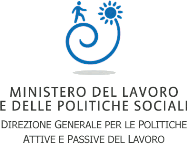 MINISTERO DEL LAVORO
E DELLE POLITICHE SOCIALI
DIREZIONE GENERALE PER LE POLITICHE
ATTIVE E PASSIVE DEL LAVORO